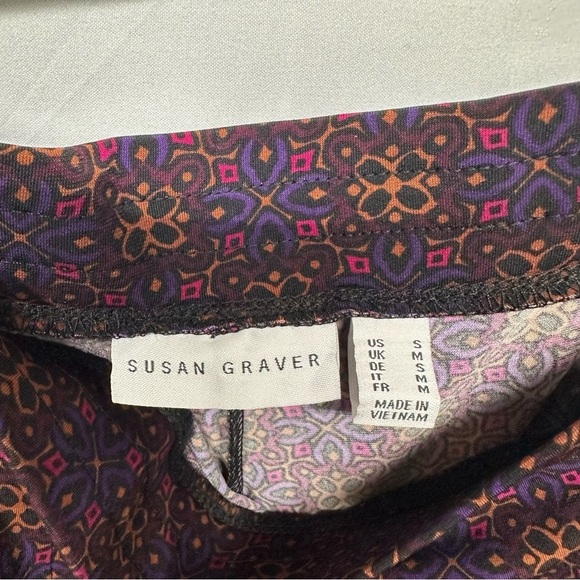 SUSAN GRAVER
US S
UK M
DE S
IT M
FR M
MADE IN
VIETNAM